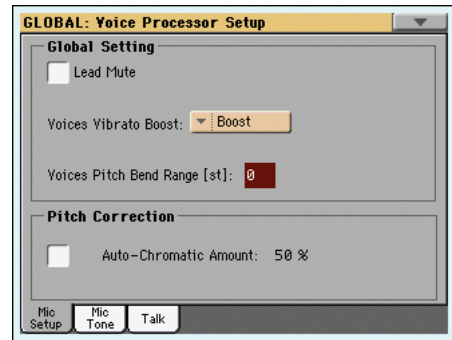 GLOBAL: Voice Processor Setup
Global Setting
Lead Mute
Voices Vibrato Boost: Boost
Voices Pitch Bend Range [st]: 0
Pitch Correction
Auto-Chromatic Amount: 50 %
Mic Setup
Mic Tone
Talk